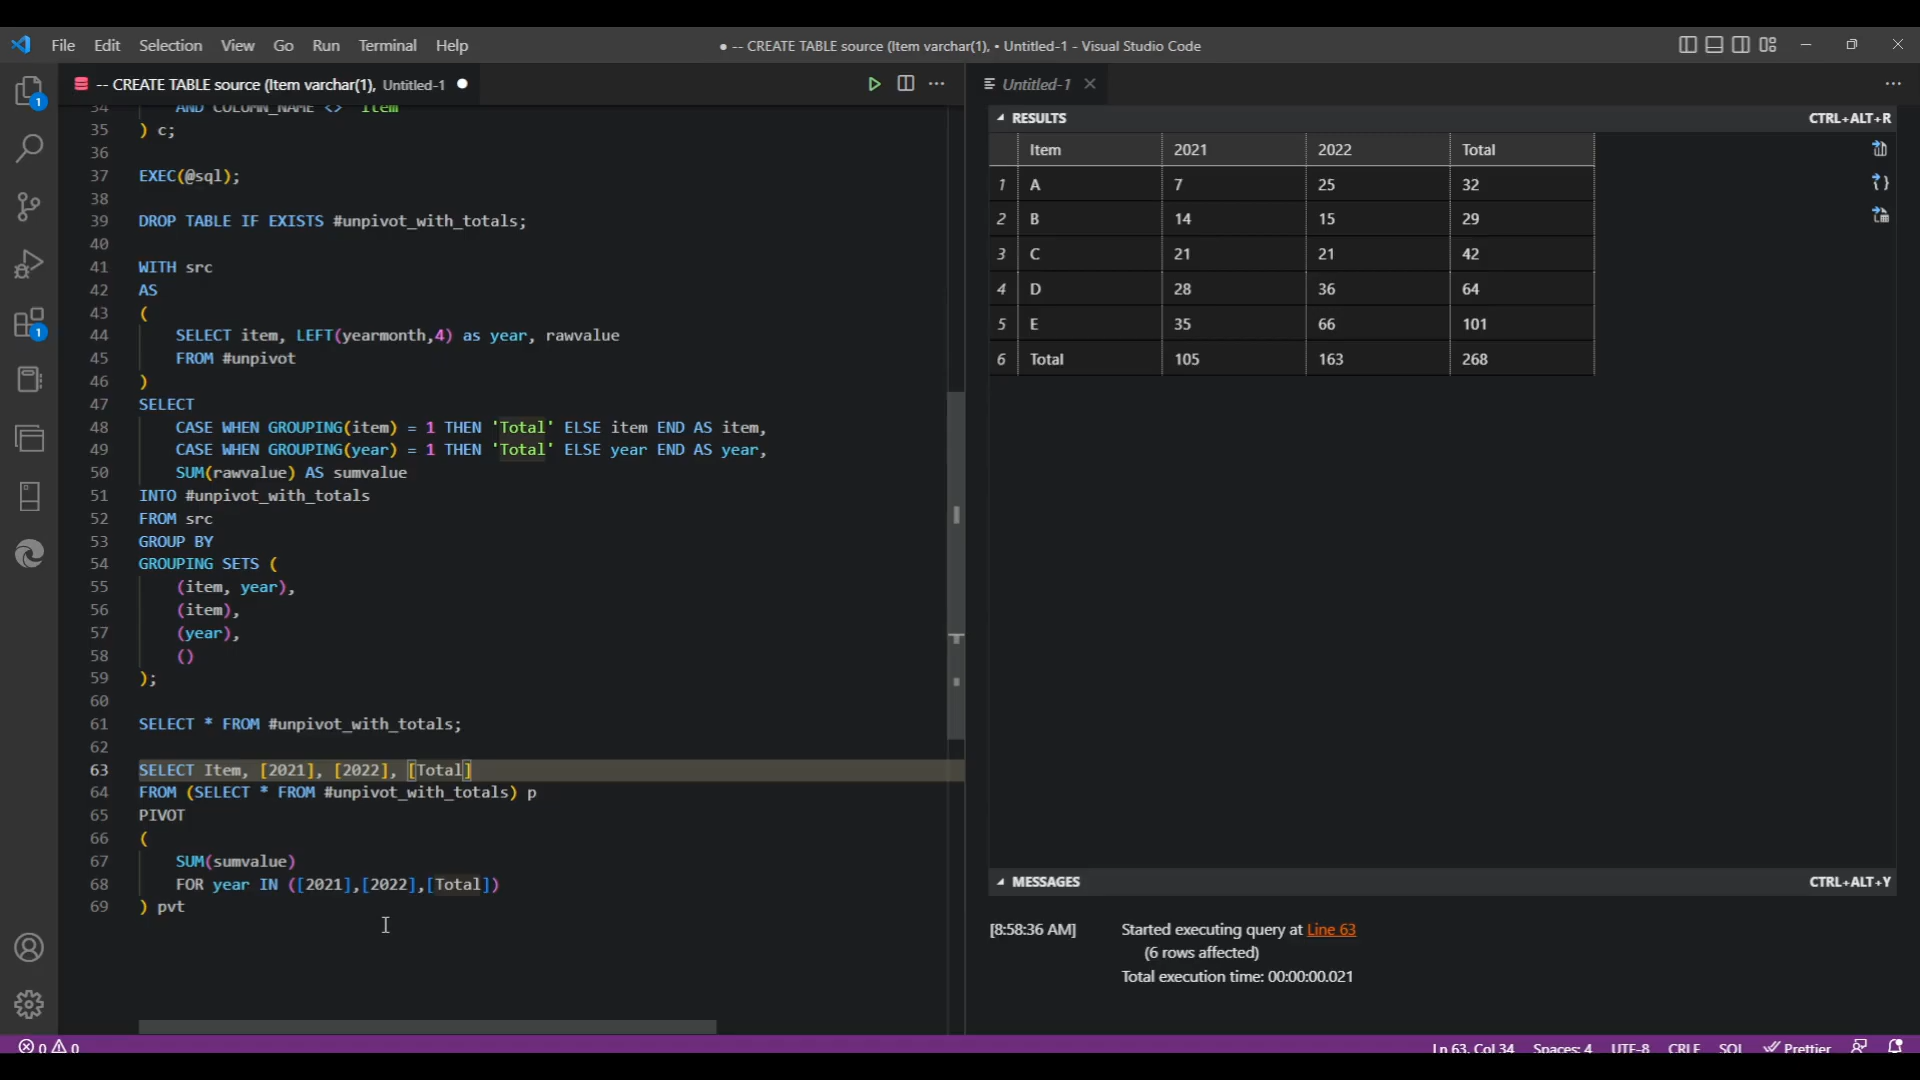 File Edit Selection View Go Run Terminal Help
● -- CREATE TABLE source (Item varchar(1), • Untitled-1 - Visual Studio Code
-- CREATE TABLE source (Item varchar(1), Untitled-1
34 AND COLUMN_NAME <> 'Item'
35 ) c;
36
37 EXEC(@sql);
38
39 DROP TABLE IF EXISTS #unpivot_with_totals;
40
41 WITH src
42 AS
43 (
44 SELECT item, LEFT(yearmonth,4) as year, rawvalue
45 FROM #unpivot
46 )
47 SELECT
48 CASE WHEN GROUPING(item) = 1 THEN 'Total' ELSE item END AS item,
49 CASE WHEN GROUPING(year) = 1 THEN 'Total' ELSE year END AS year,
50 SUM(rawvalue) AS sumvalue
51 INTO #unpivot_with_totals
52 FROM src
53 GROUP BY
54 GROUPING SETS (
55 (item, year),
56 (item),
57 (year),
58 ()
59 );
60
61 SELECT * FROM #unpivot_with_totals;
62
63 SELECT Item, [2021], [2022], [Total]
64 FROM (SELECT * FROM #unpivot_with_totals) p
65 PIVOT
66 (
67 SUM(sumvalue)
68 FOR year IN ([2021],[2022],[Total])
69 ) pvt
1
1
Untitled-1
RESULTS CTRL+ALT+R
Item 2021 2022 Total
1 A 7 25 32
2 B 14 15 29
3 C 21 21 42
4 D 28 36 64
5 E 35 66 101
6 Total 105 163 268
MESSAGES CTRL+ALT+Y
[8:58:36 AM] Started executing query at Line 63
(6 rows affected)
Total execution time: 00:00:00.021
0 0
Ln 63, Col 34 Spaces: 4 UTF-8 CRLF SQL Prettier